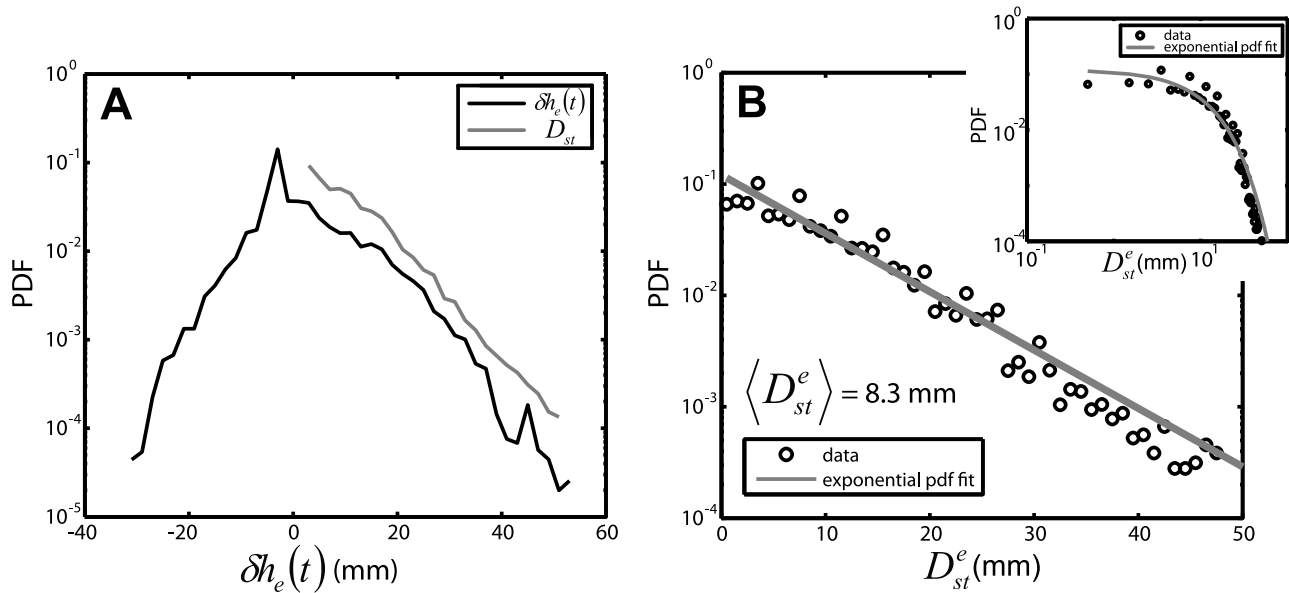 A
δh_e(t)
D_st
PDF
10^0
10^-1
10^-2
10^-3
10^-4
10^-5
-40
-20
0
20
40
60
δh_e(t) (mm)
B
PDF
10^0
10^-1
10^-2
10^-3
10^-4
⟨D_st^e⟩ = 8.3 mm
data
exponential pdf fit
0
10
20
30
40
50
D_st^e (mm)
data
exponential pdf fit
PDF
10^0
10^-2
10^-4
10^-1
10^1
D_st^e (mm)